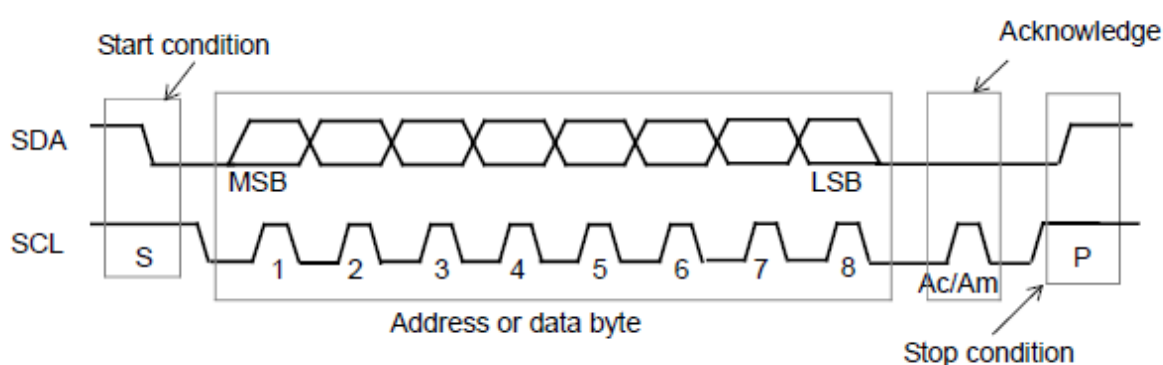 Start condition
Acknowledge
SDA
MSB
LSB
SCL
S
1 2 3 4 5 6 7 8
Ac/Am
P
Address or data byte
Stop condition